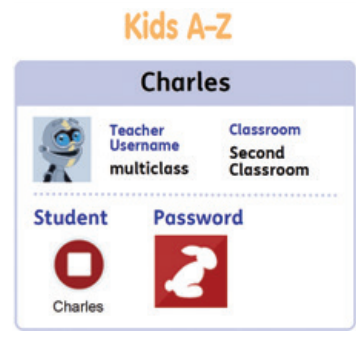 Kids A-Z
Charles
Teacher
Username
multiclass
Classroom
Second
Classroom
Student
Password
Charles